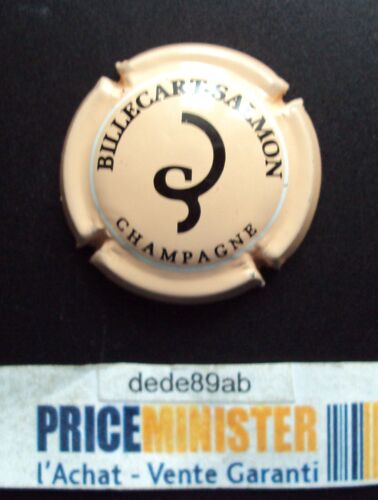 BILLECART-SALMON
CHAMPAGNE
dede89ab
PRICEMINISTER
l'Achat - Vente Garanti